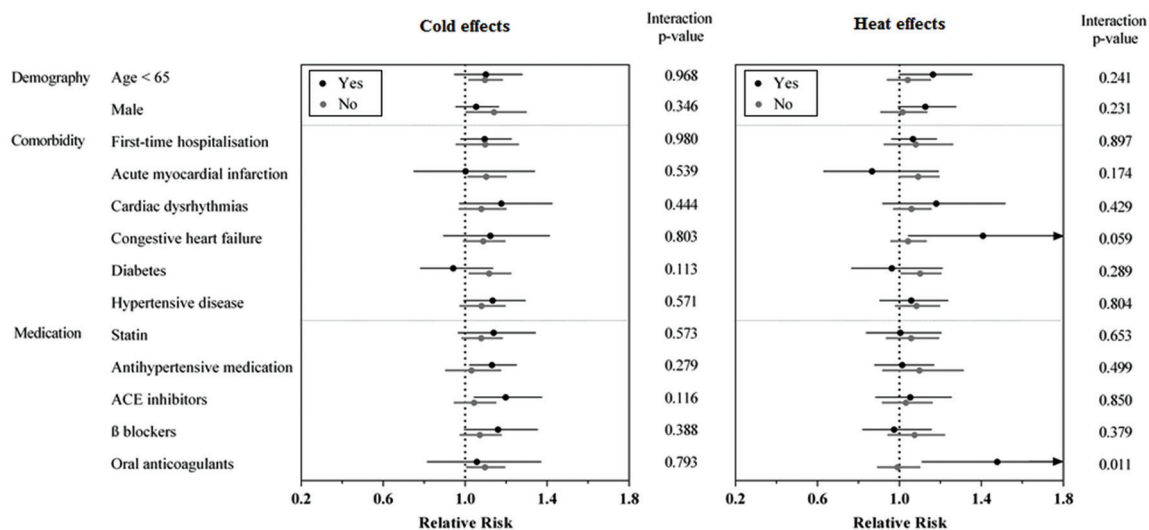 Cold effects
Interaction
p-value
Heat effects
Interaction
p-value
Yes
No
Yes
No
Demography Age < 65 0.968 0.241
Male 0.346 0.231
Comorbidity First-time hospitalisation 0.980 0.897
Acute myocardial infarction 0.539 0.174
Cardiac dysrhythmias 0.444 0.429
Congestive heart failure 0.803 0.059
Diabetes 0.113 0.289
Hypertensive disease 0.571 0.804
Medication Statin 0.573 0.653
Antihypertensive medication 0.279 0.499
ACE inhibitors 0.116 0.850
ß blockers 0.388 0.379
Oral anticoagulants 0.793 0.011
0.2 0.6 1.0 1.4 1.8 0.2 0.6 1.0 1.4 1.8
Relative Risk Relative Risk